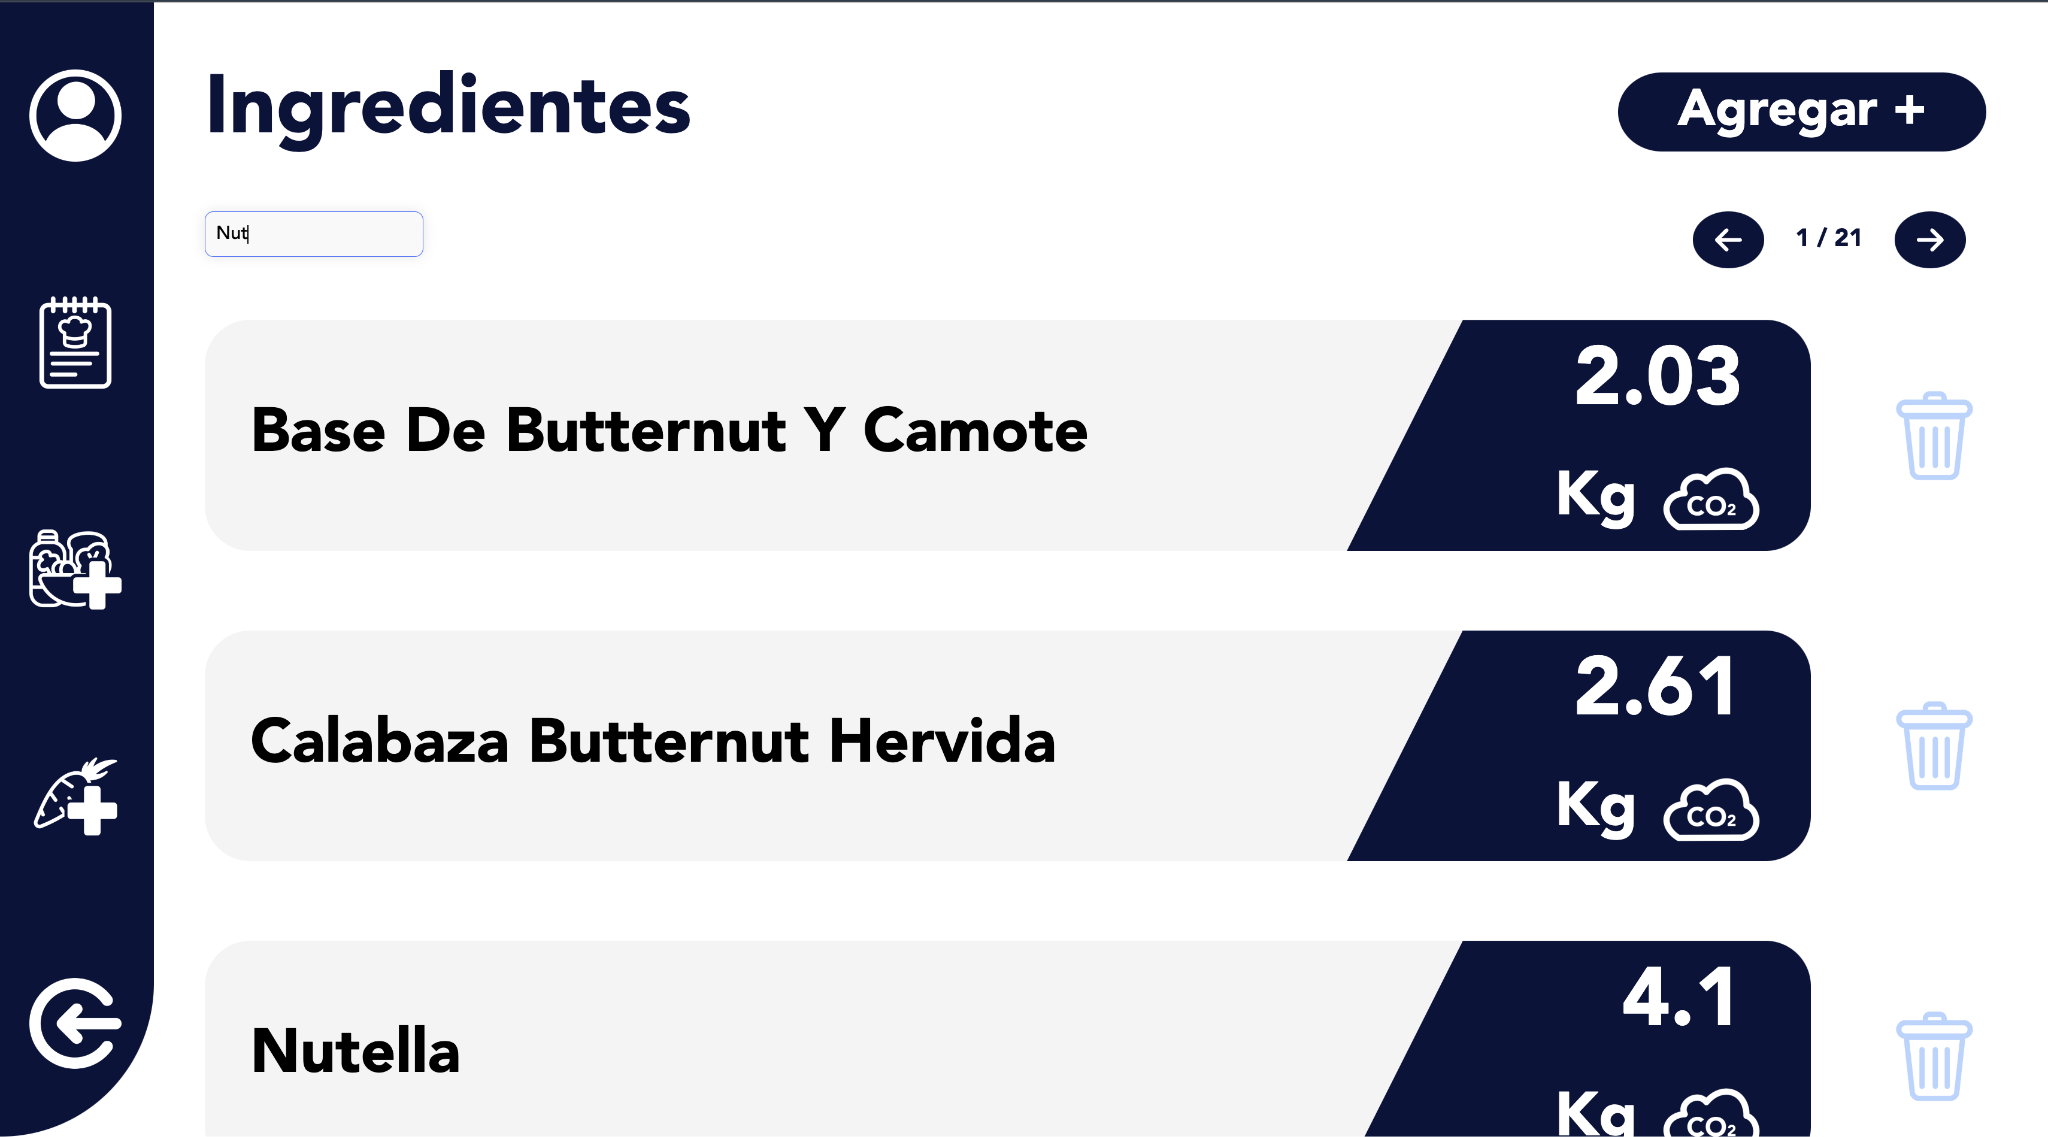 Ingredientes
Agregar +
Nut
1 / 21
Base De Butternut Y Camote
2.03
Kg CO₂
Calabaza Butternut Hervida
2.61
Kg CO₂
Nutella
4.1
Kg CO₂